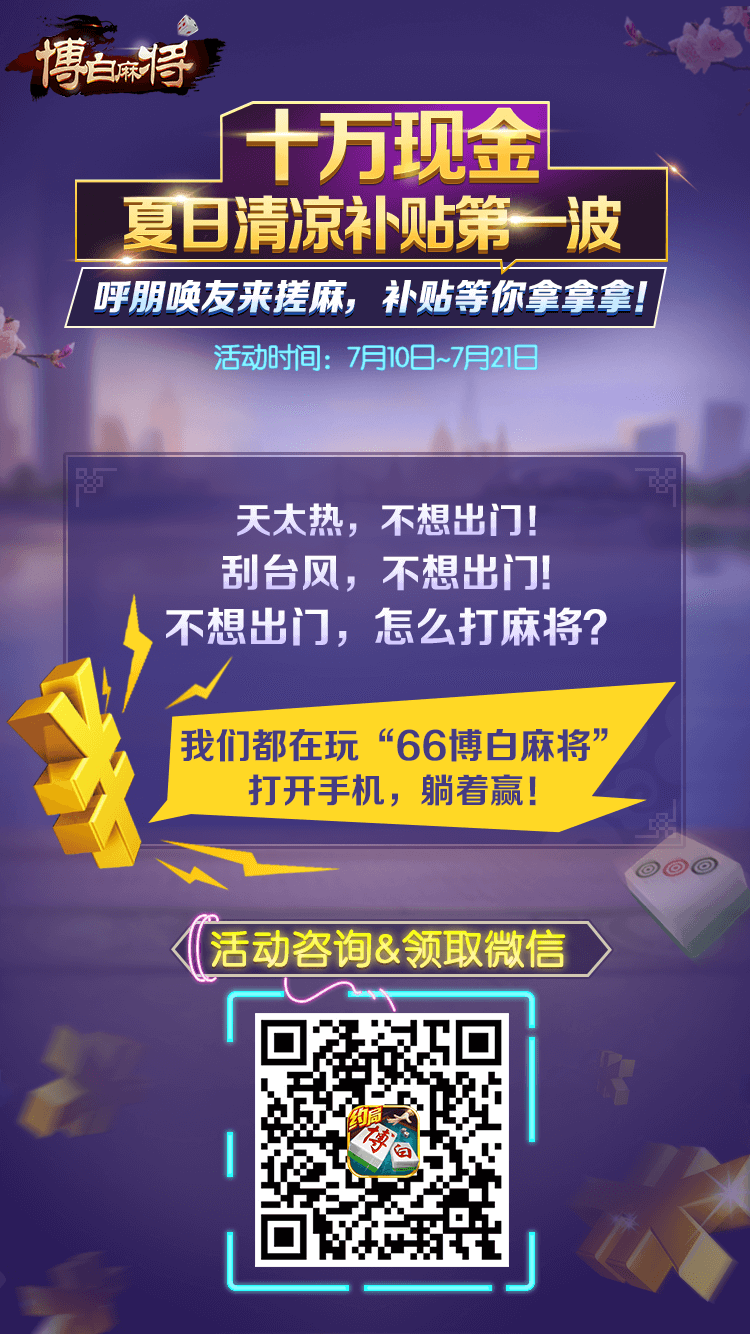 博白麻将
十万现金
夏日清凉补贴第一波
呼朋唤友来搓麻，补贴等你拿拿拿！
活动时间：7月10日~7月21日
天太热，不想出门！
刮台风，不想出门！
不想出门，怎么打麻将？
我们都在玩“66博白麻将”
打开手机，躺着赢！
活动咨询&领取微信
约局
博白